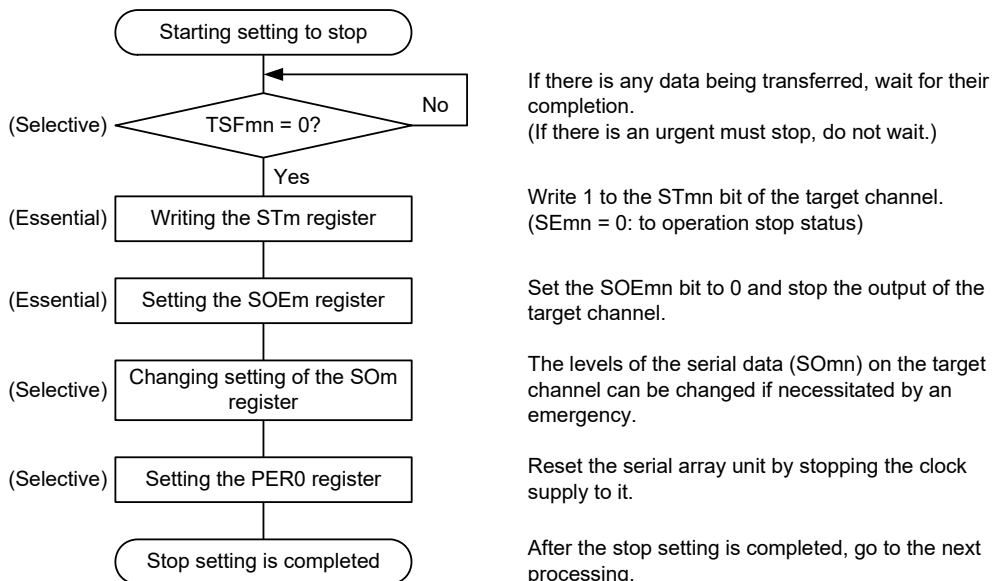 Starting setting to stop
No
If there is any data being transferred, wait for their
completion.
(If there is an urgent must stop, do not wait.)
(Selective)
TSFmn = 0?
Yes
(Essential)
Writing the STm register
Write 1 to the STmn bit of the target channel.
(SEmn = 0: to operation stop status)
(Essential)
Setting the SOEm register
Set the SOEmn bit to 0 and stop the output of the
target channel.
(Selective)
Changing setting of the SOm
register
The levels of the serial data (SOmn) on the target
channel can be changed if necessitated by an
emergency.
(Selective)
Setting the PER0 register
Reset the serial array unit by stopping the clock
supply to it.
Stop setting is completed
After the stop setting is completed, go to the next
processing.